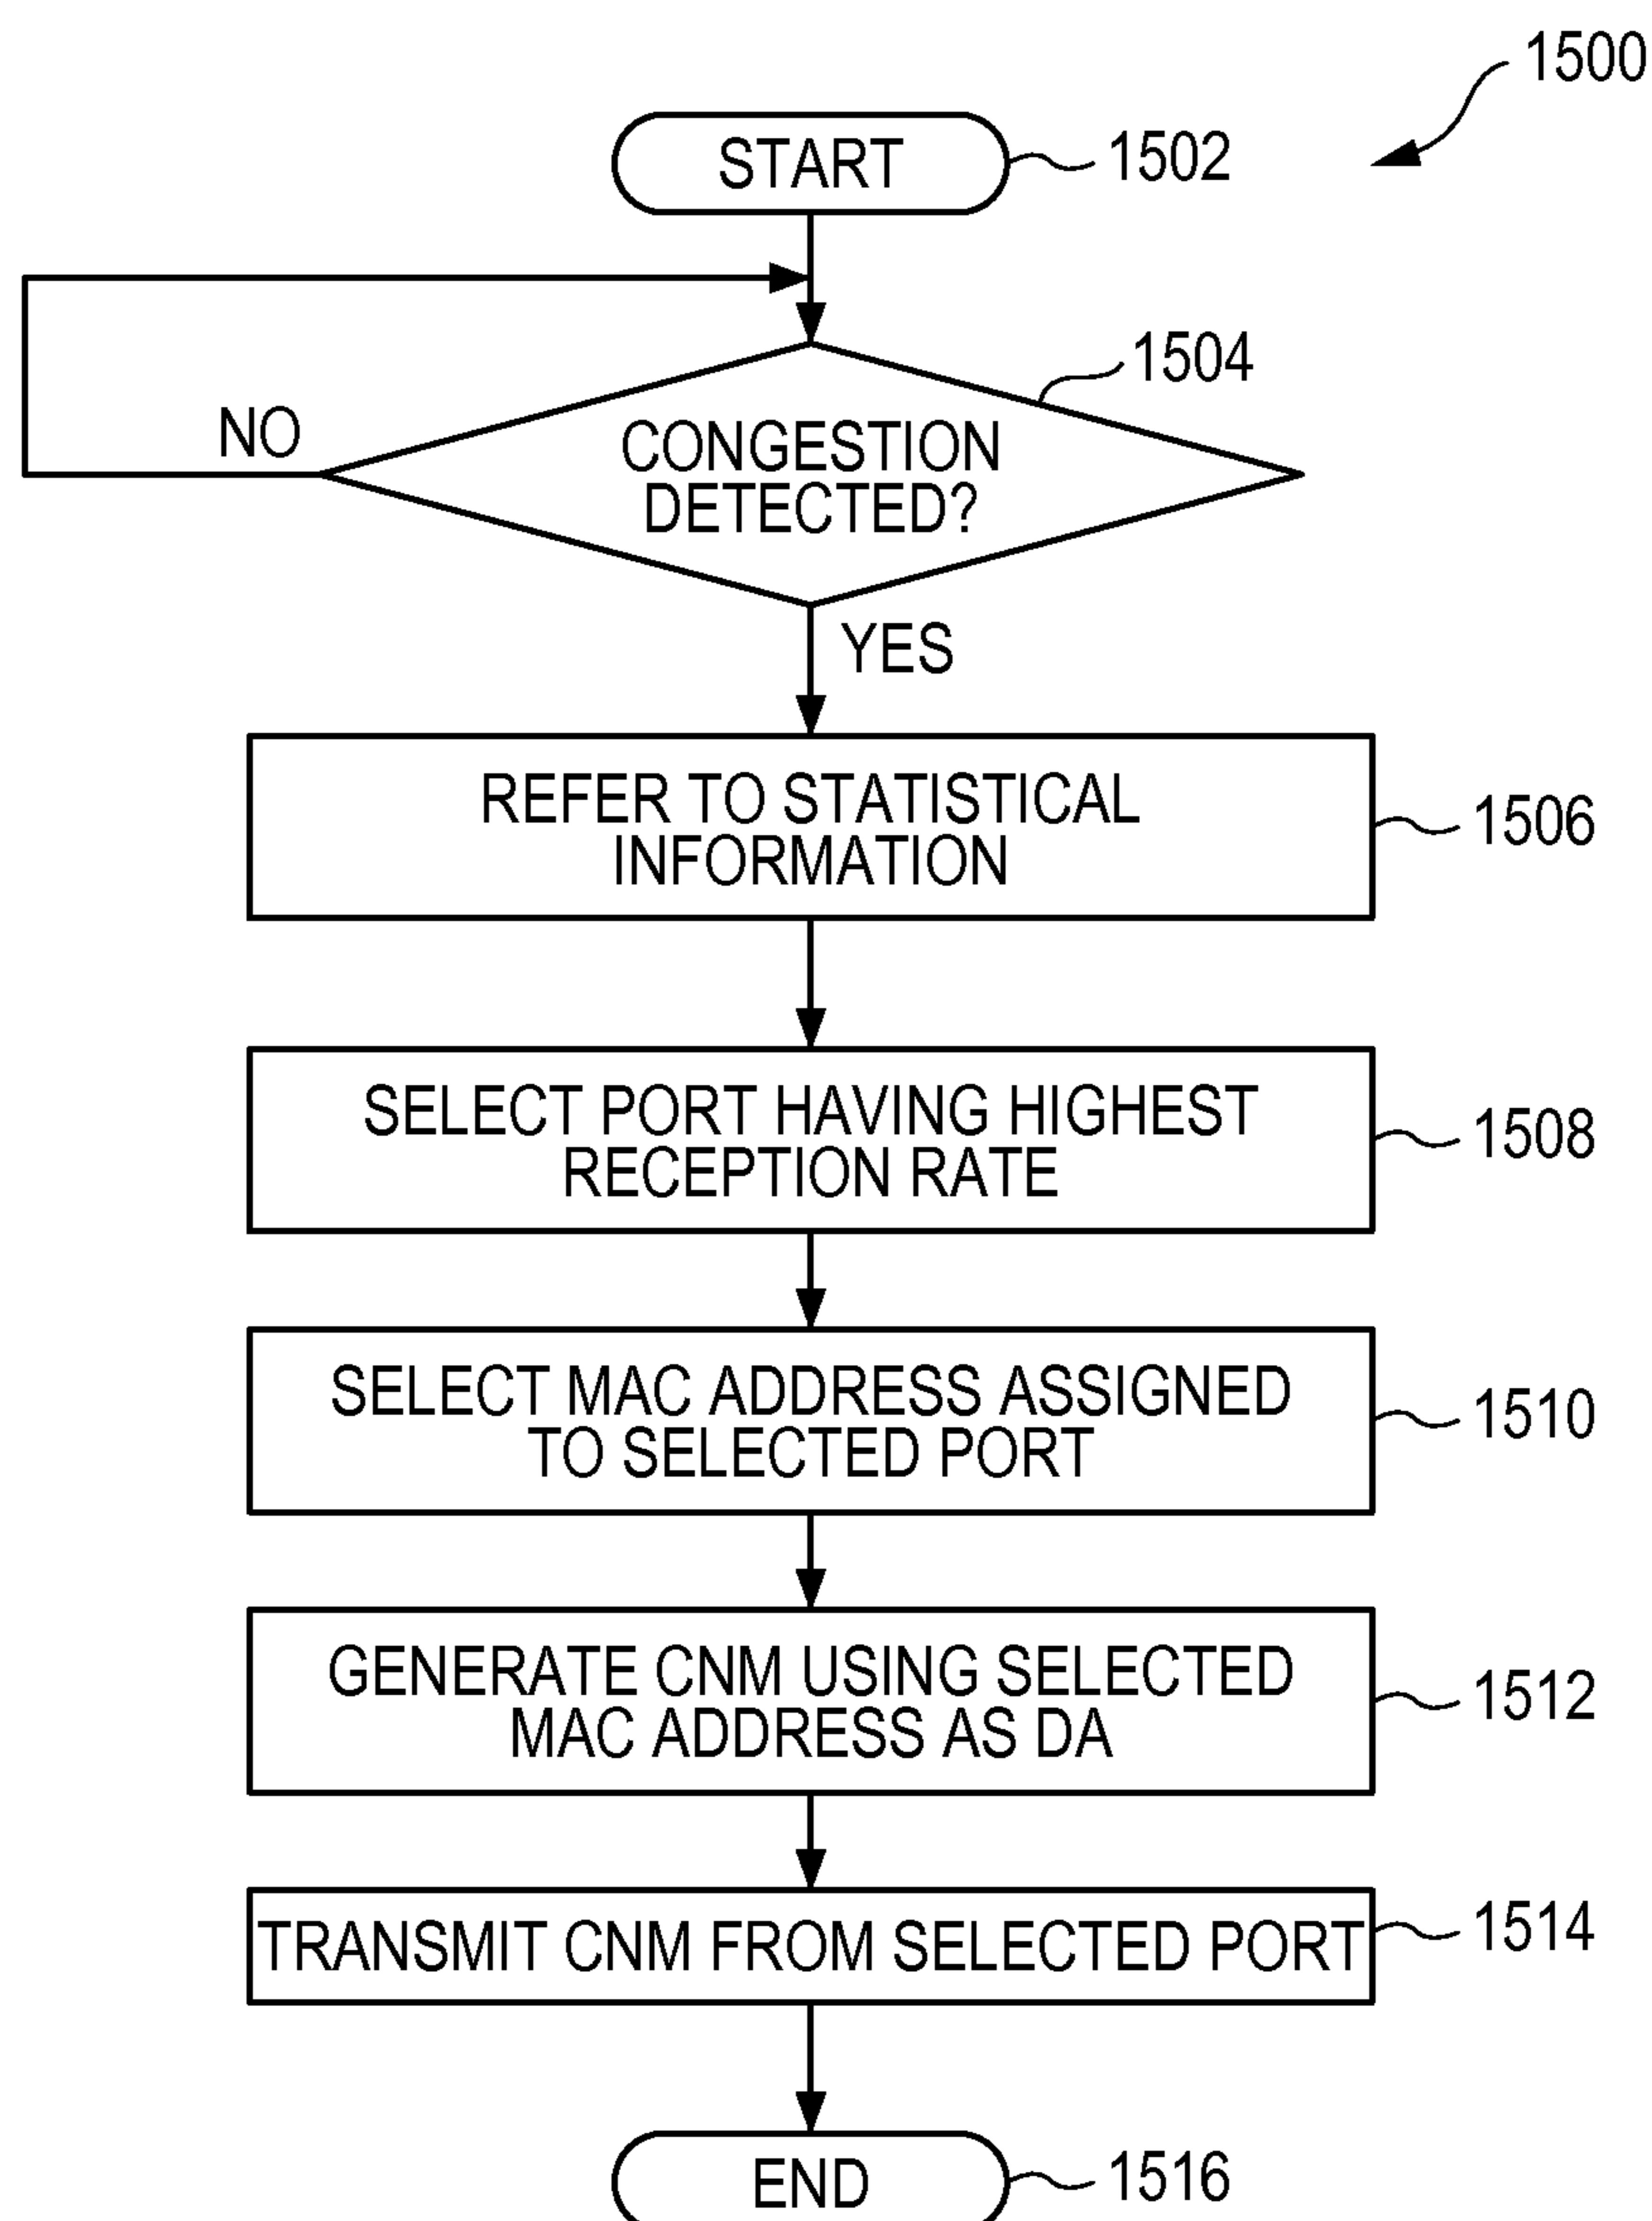 1500
START
1502
1504
NO
CONGESTION
DETECTED?
YES
REFER TO STATISTICAL
INFORMATION
1506
SELECT PORT HAVING HIGHEST
RECEPTION RATE
1508
SELECT MAC ADDRESS ASSIGNED
TO SELECTED PORT
1510
GENERATE CNM USING SELECTED
MAC ADDRESS AS DA
1512
TRANSMIT CNM FROM SELECTED PORT
1514
END
1516